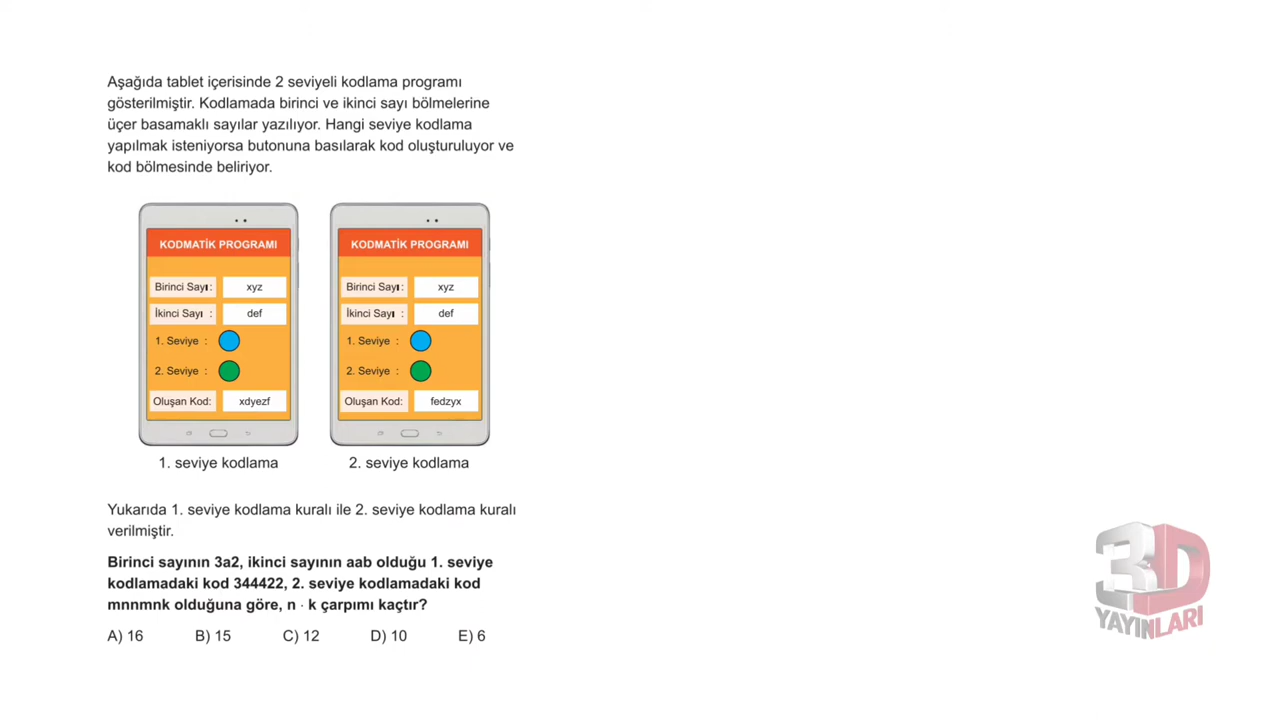 Aşağıda tablet içerisinde 2 seviyeli kodlama programı
gösterilmiştir. Kodlamada birinci ve ikinci sayı bölmelerine
üçer basamaklı sayılar yazılıyor. Hangi seviye kodlama
yapılmak isteniyorsa butonuna basılarak kod oluşturuluyor ve
kod bölmesinde beliriyor.
KODMATİK PROGRAMI
Birinci Sayı : xyz
İkinci Sayı : def
1. Seviye :
2. Seviye :
Oluşan Kod: xdyezf
1. seviye kodlama
KODMATİK PROGRAMI
Birinci Sayı : xyz
İkinci Sayı : def
1. Seviye :
2. Seviye :
Oluşan Kod: fedzyx
2. seviye kodlama
Yukarıda 1. seviye kodlama kuralı ile 2. seviye kodlama kuralı
verilmiştir.
Birinci sayının 3a2, ikinci sayının aab olduğu 1. seviye
kodlamadaki kod 344422, 2. seviye kodlamadaki kod
mnnmnk olduğuna göre, n · k çarpımı kaçtır?
A) 16 B) 15 C) 12 D) 10 E) 6
3D
YAYINLARI